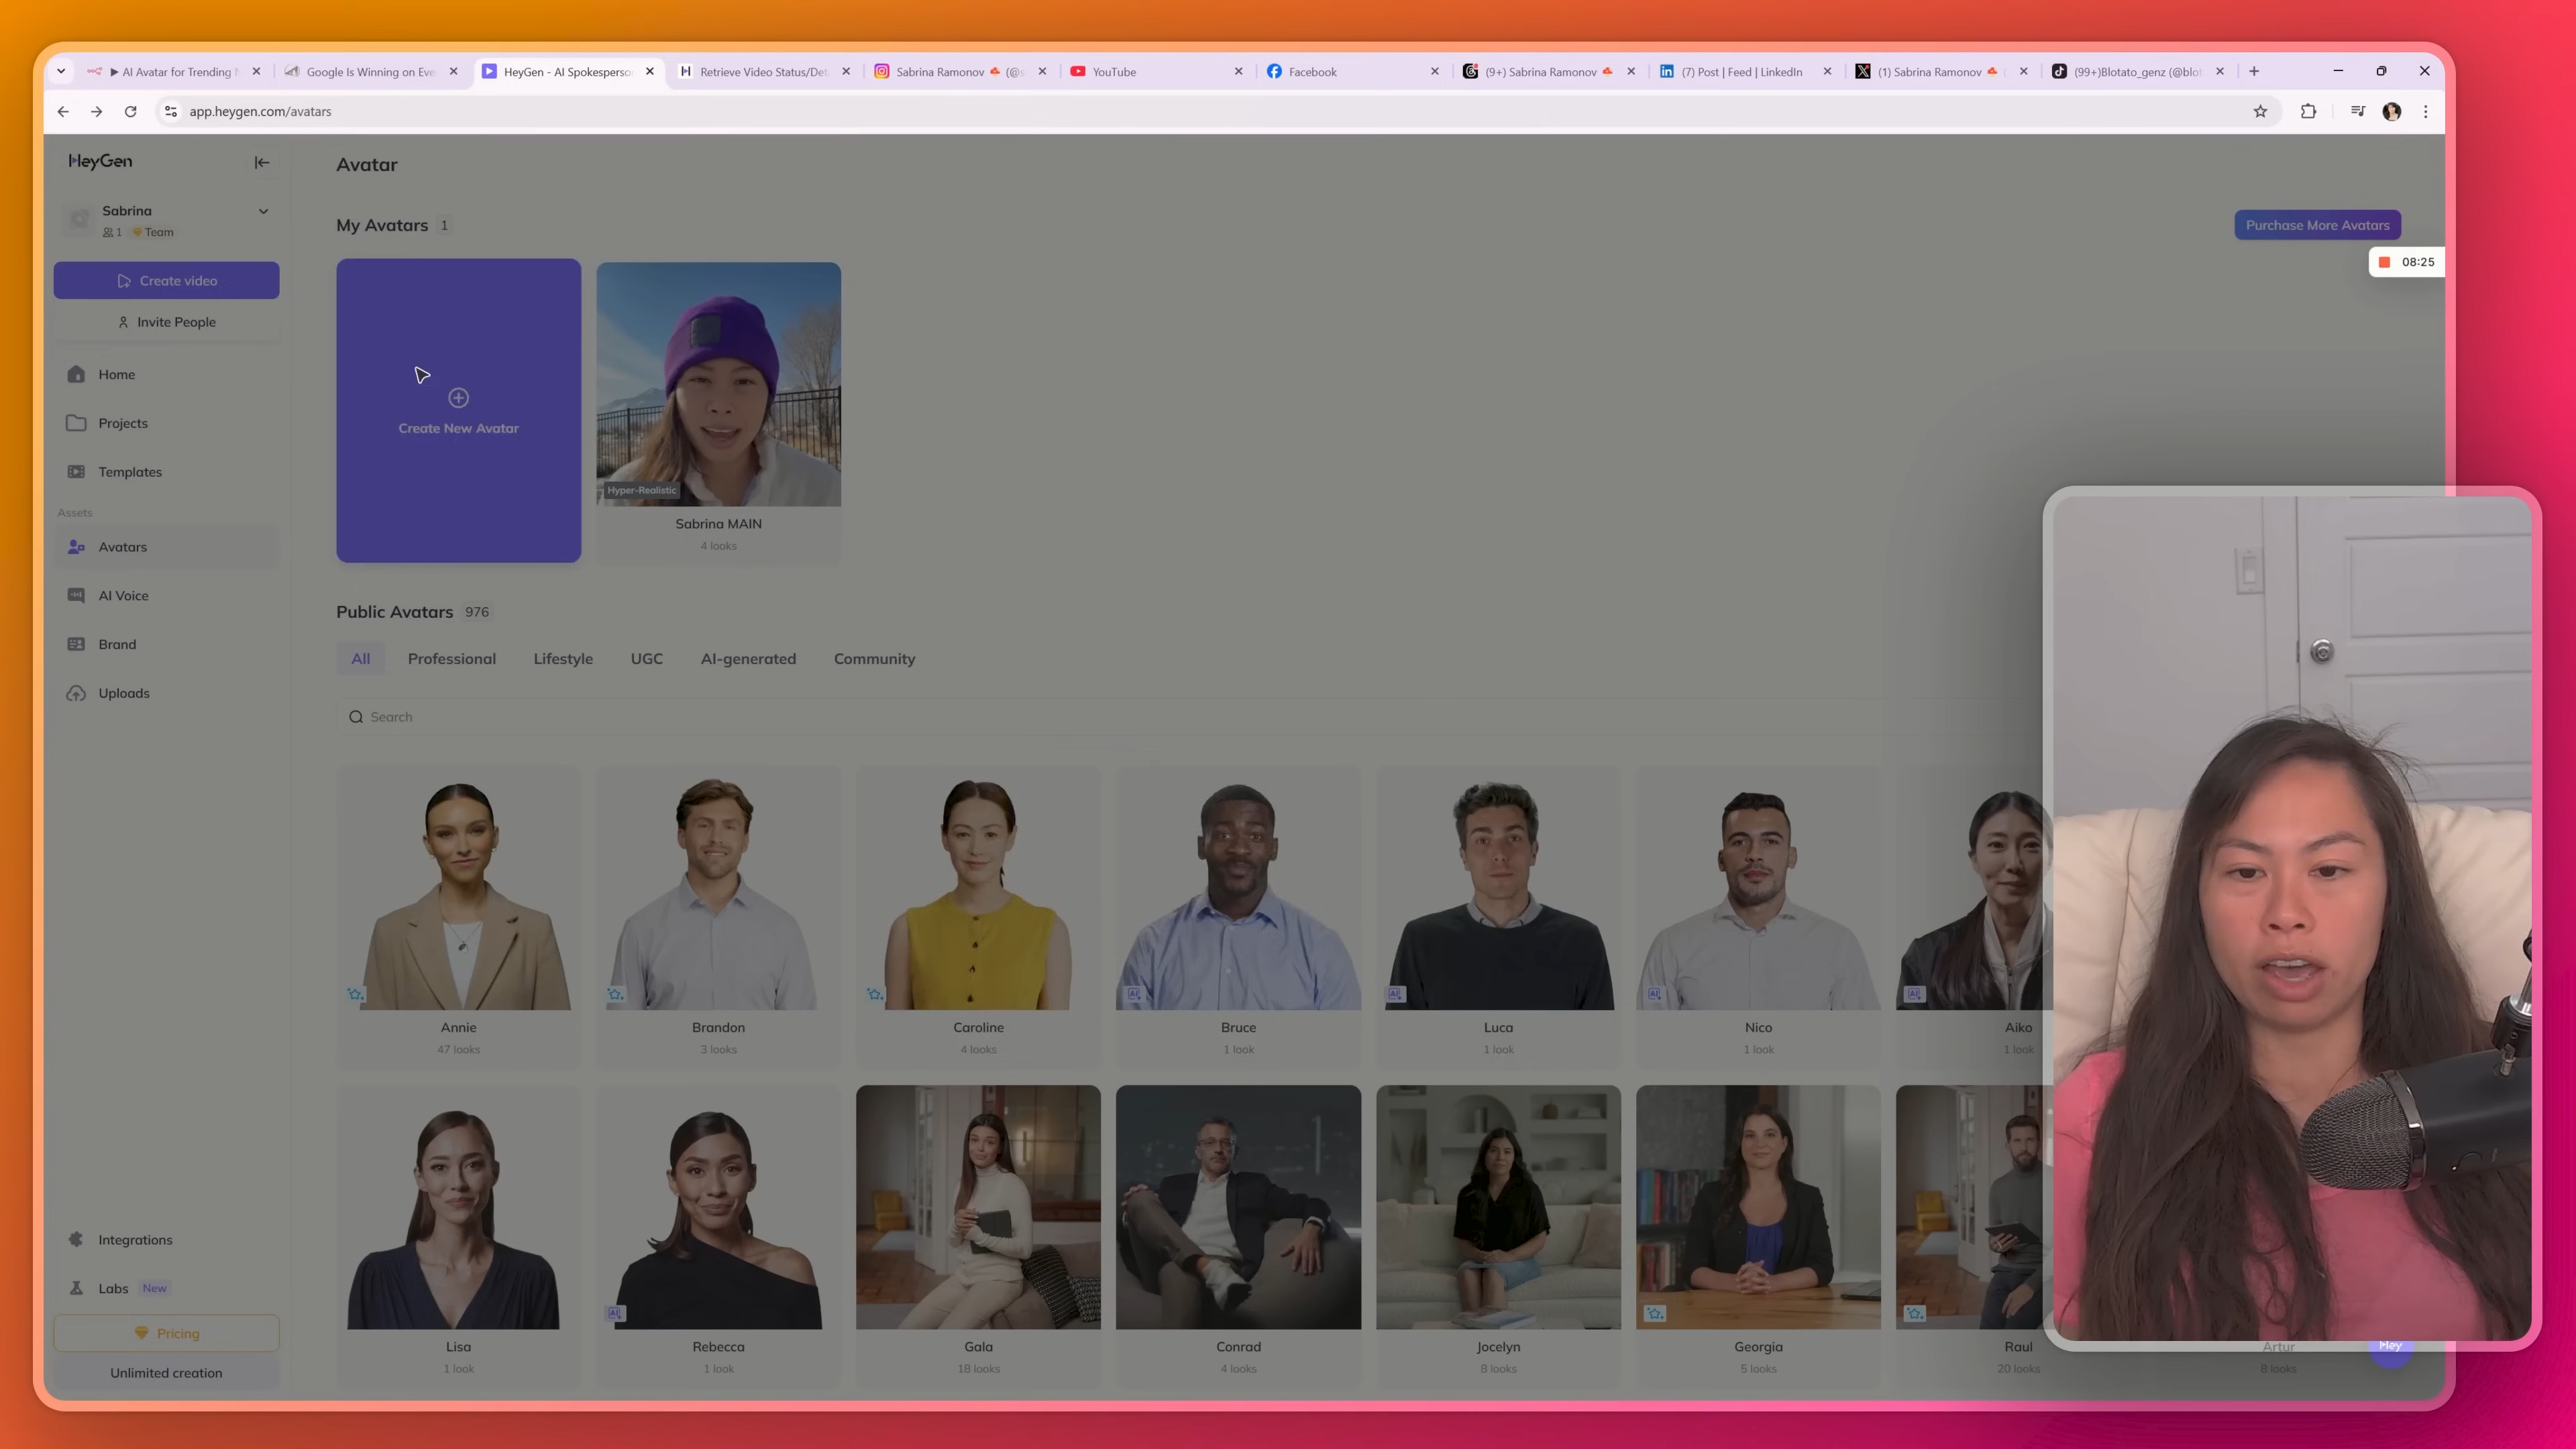 ▶ AI Avatar for Trending
Google Is Winning on Eve
HeyGen - AI Spokesperso
Retrieve Video Status/Det
Sabrina Ramonov (@s
YouTube
Facebook
(9+) Sabrina Ramonov
(7) Post | Feed | LinkedIn
(1) Sabrina Ramonov
(99+)Blotato_genz (@blot
app.heygen.com/avatars
HeyGen
Sabrina
1 Team
Create video
Invite People
Home
Projects
Templates
Assets
Avatars
AI Voice
Brand
Uploads
Integrations
Labs New
Pricing
Unlimited creation
Avatar
My Avatars 1
Purchase More Avatars
08:25
Create New Avatar
Hyper-Realistic
Sabrina MAIN
4 looks
Public Avatars 976
All Professional Lifestyle UGC AI-generated Community
Search
Annie Brandon Caroline Bruce Luca Nico Aiko
47 looks 3 looks 4 looks 1 look 1 look 1 look 1 look
Lisa Rebecca Gala Conrad Jocelyn Georgia Raul Artur
1 look 1 look 18 looks 4 looks 8 looks 5 looks 20 looks 8 looks
Hey